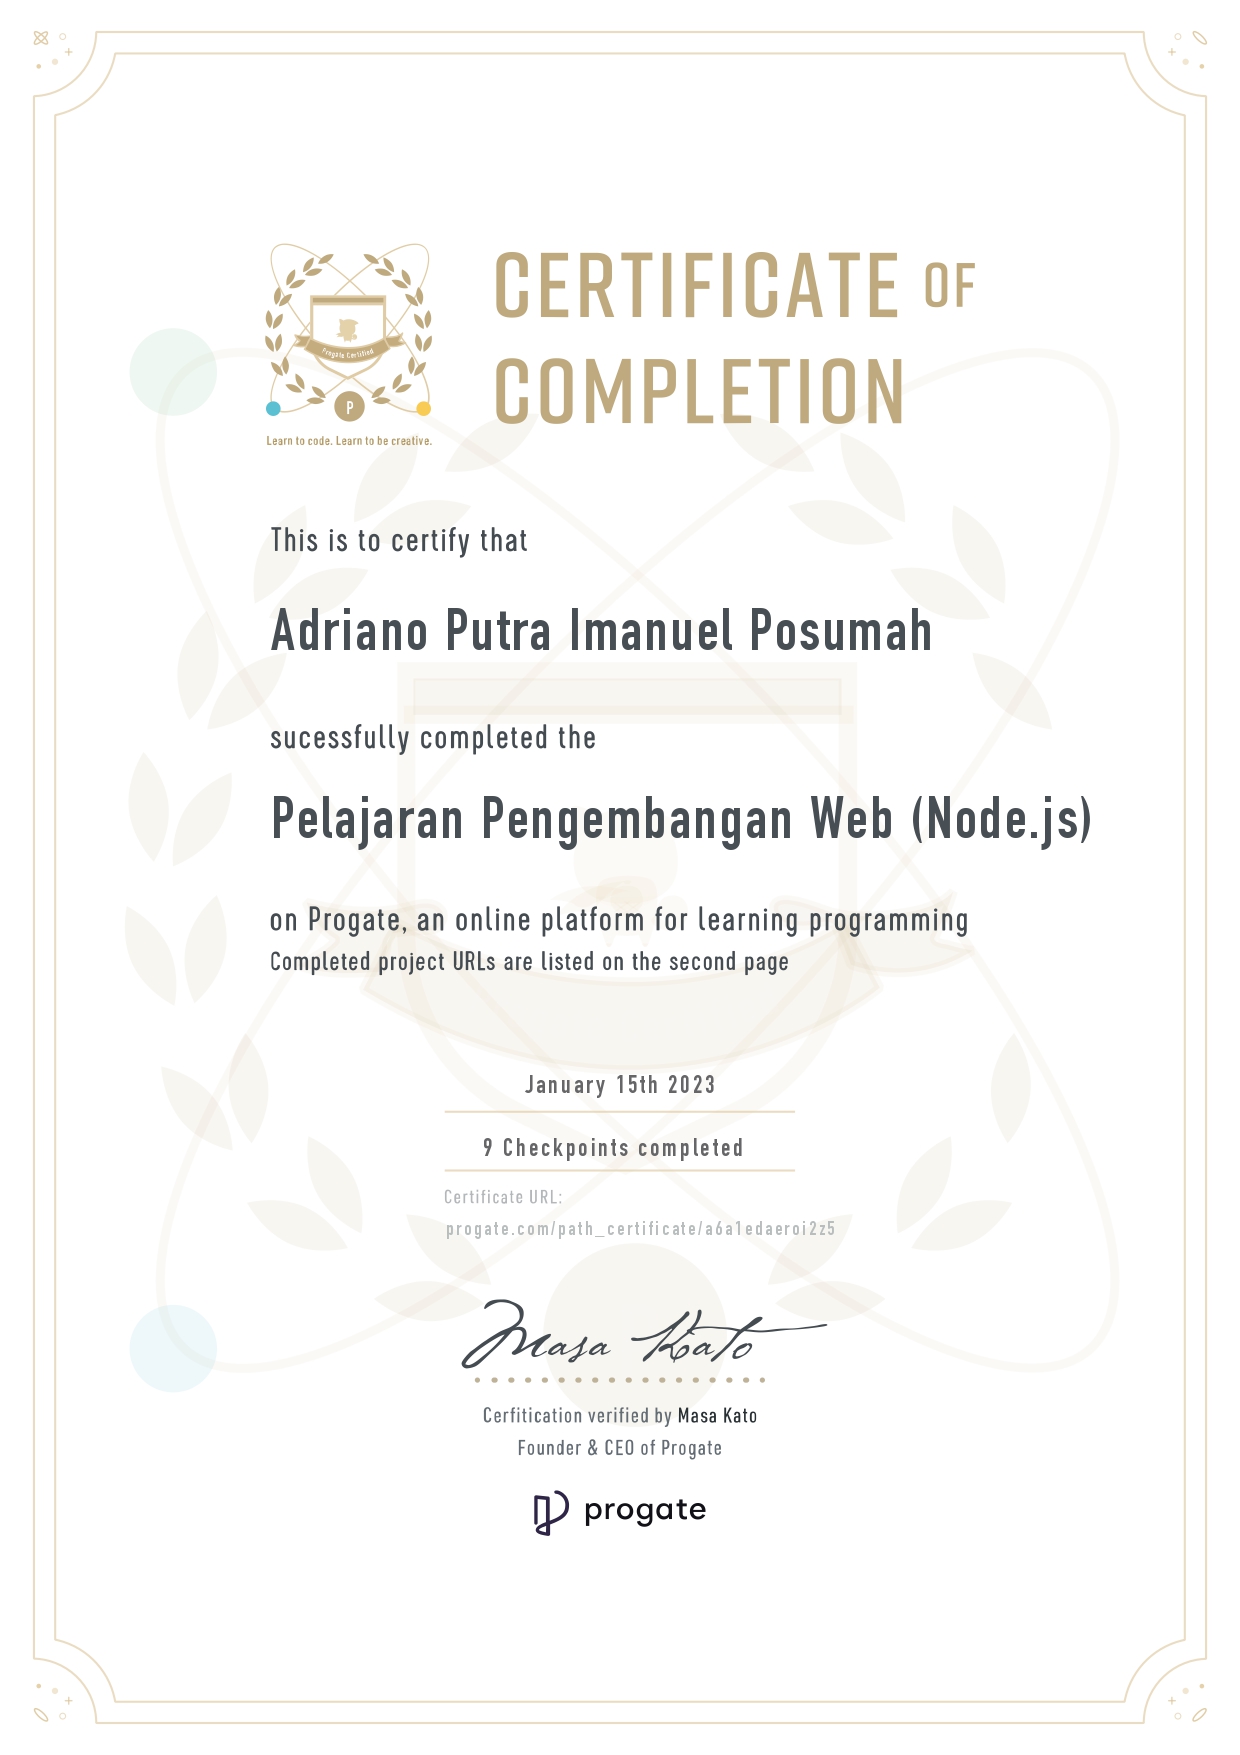 CERTIFICATE OF
COMPLETION
Progate Certified
P
Learn to code. Learn to be creative.
This is to certify that
Adriano Putra Imanuel Posumah
sucessfully completed the
Pelajaran Pengembangan Web (Node.js)
on Progate, an online platform for learning programming
Completed project URLs are listed on the second page
January 15th 2023
9 Checkpoints completed
Certificate URL:
progate.com/path_certificate/a6a1edaeroi2z5
Masa Kato
Cerfitication verified by Masa Kato
Founder & CEO of Progate
progate